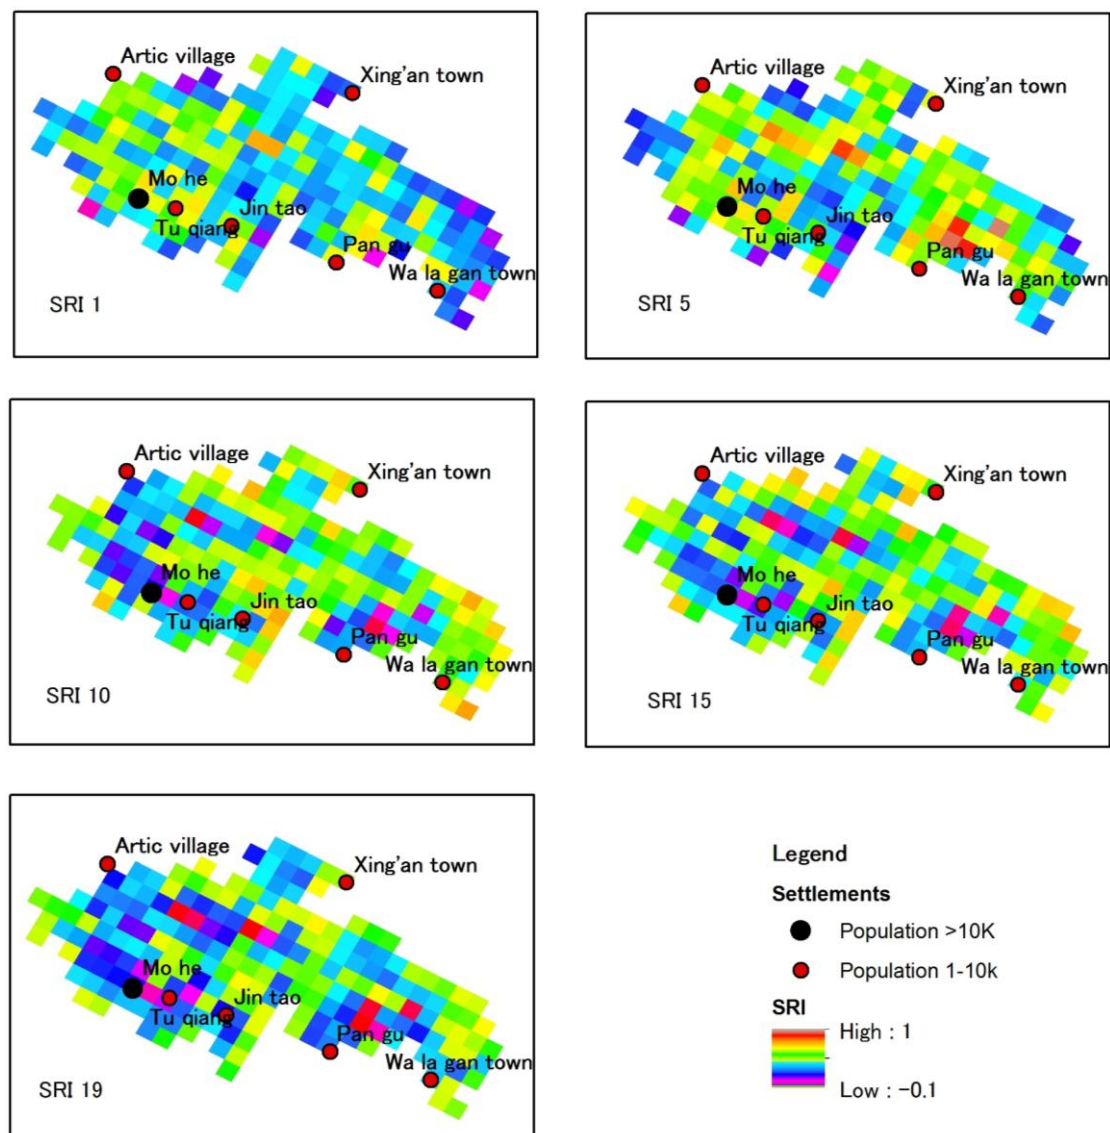 Artic village
Xing'an town
Mo he
Jin tao
Tu qiang
Pan gu
Wa la gan town
SRI 1
Artic village
Xing'an town
Mo he
Jin tao
Tu qiang
Pan gu
Wa la gan town
SRI 5
Artic village
Xing'an town
Mo he
Jin tao
Tu qiang
Pan gu
Wa la gan town
SRI 10
Artic village
Xing'an town
Mo he
Jin tao
Tu qiang
Pan gu
Wa la gan town
SRI 15
Artic village
Xing'an town
Mo he
Jin tao
Tu qiang
Pan gu
Wa la gan town
SRI 19
Legend
Settlements
Population >10K
Population 1-10k
SRI
High : 1
Low : -0.1